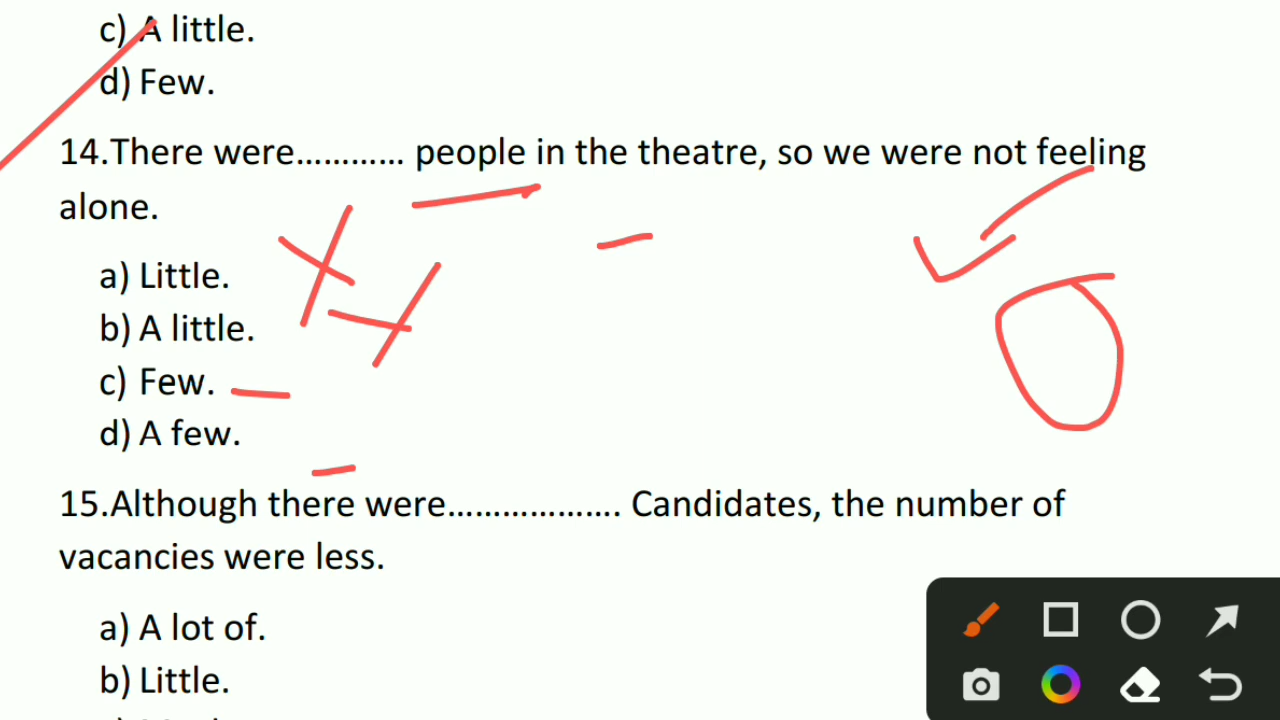 c) A little.
d) Few.
14.There were………… people in the theatre, so we were not feeling
alone.
a) Little.
b) A little.
c) Few.
d) A few.
15.Although there were………………. Candidates, the number of
vacancies were less.
a) A lot of.
b) Little.